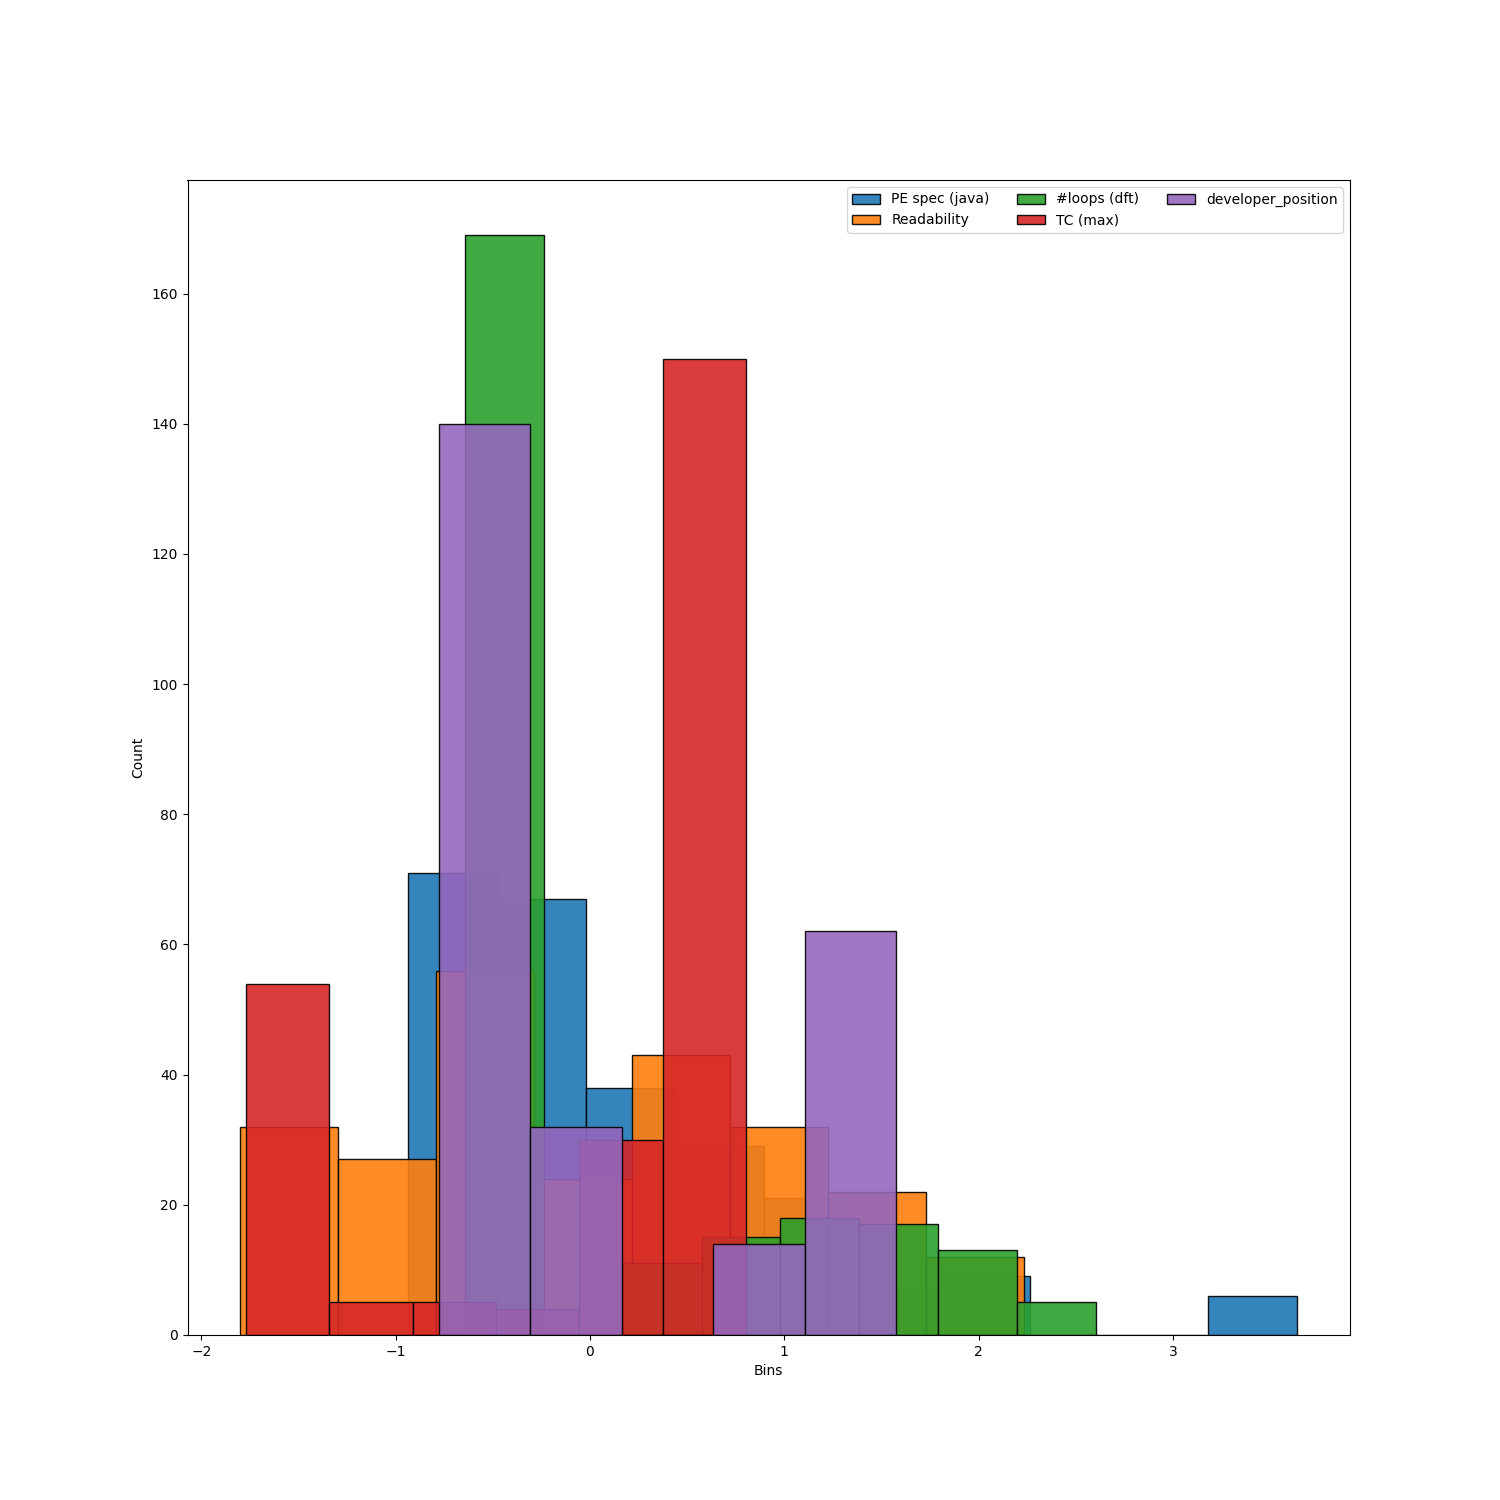 PE spec (java)
Readability
#loops (dft)
TC (max)
developer_position
160
140
120
100
80
60
40
20
0
Count
−2
−1
0
1
2
3
Bins